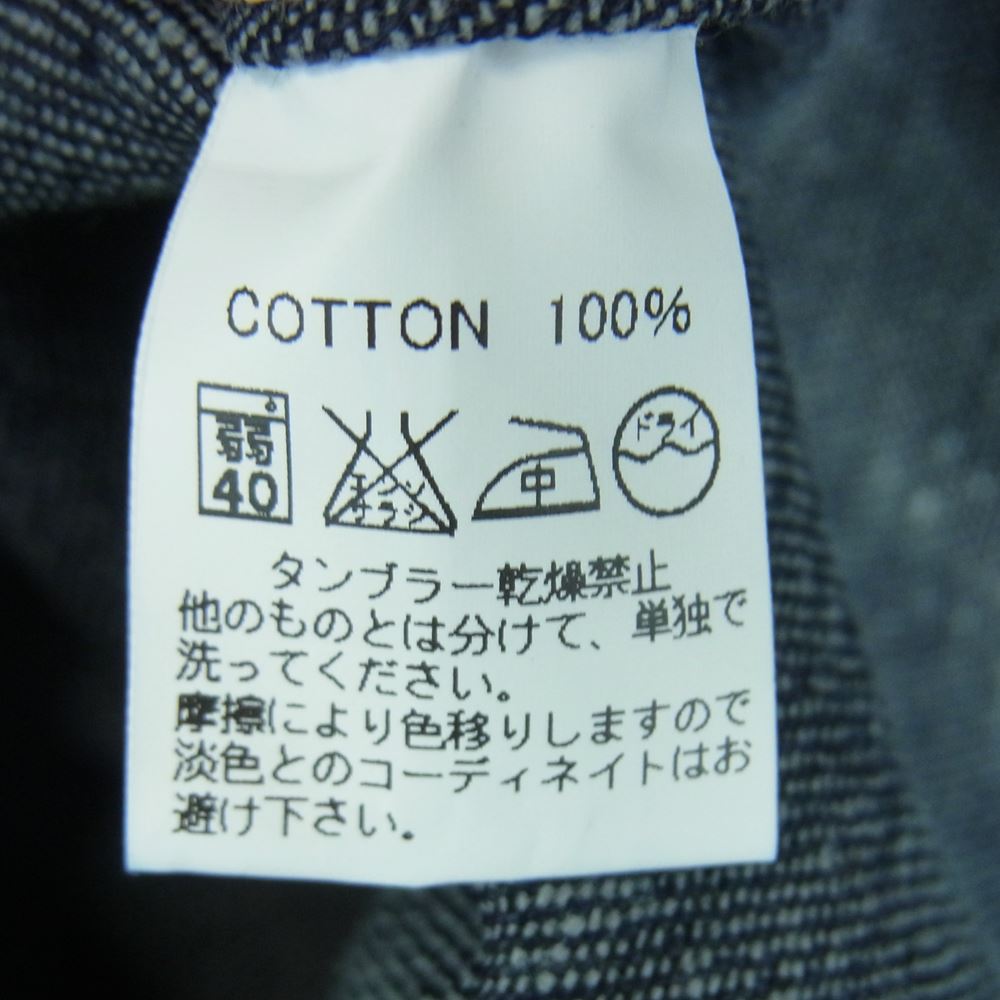 COTTON 100%
弱 エンソ 中 ドライ
40 サラシ
タンブラー乾燥禁止
他のものとは分けて、単独で
洗ってください。
摩擦により色移りしますので
淡色とのコーディネイトはお
避け下さい。